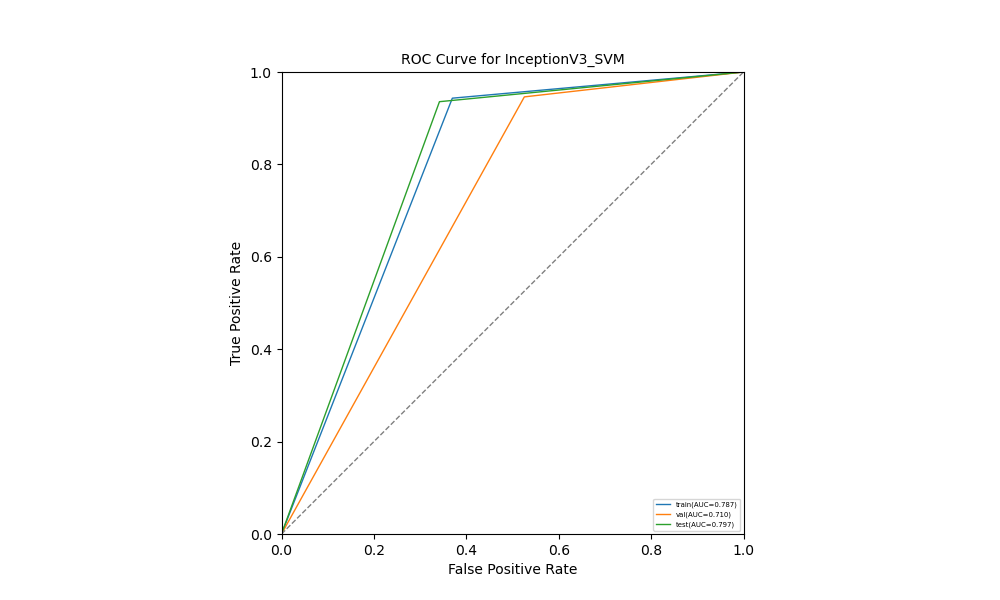 ROC Curve for InceptionV3_SVM
1.0
0.8
0.6
0.4
0.2
0.0
True Positive Rate
0.0 0.2 0.4 0.6 0.8 1.0
False Positive Rate
train(AUC=0.787)
val(AUC=0.710)
test(AUC=0.797)